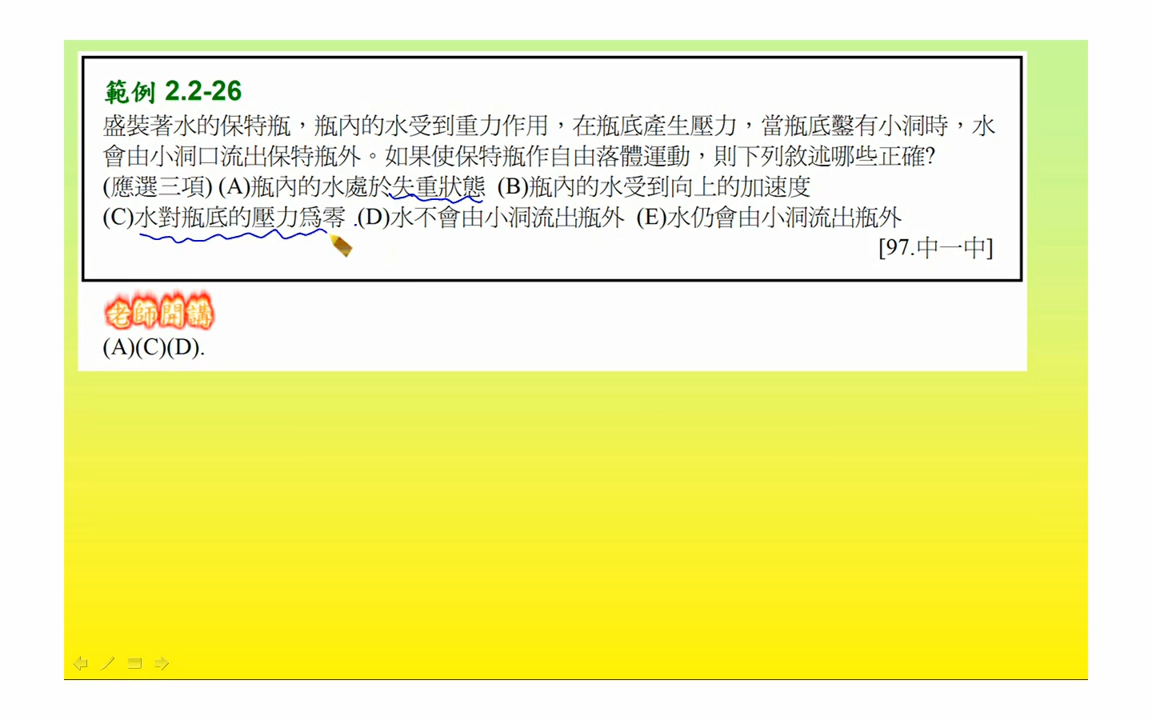 範例 2.2-26
盛裝著水的保特瓶，瓶內的水受到重力作用，在瓶底產生壓力，當瓶底鑿有小洞時，水
會由小洞口流出保特瓶外。如果使保特瓶作自由落體運動，則下列敘述哪些正確?
(應選三項) (A)瓶內的水處於失重狀態 (B)瓶內的水受到向上的加速度
(C)水對瓶底的壓力爲零 (D)水不會由小洞流出瓶外 (E)水仍會由小洞流出瓶外
[97.中一中]
老師開講
(A)(C)(D).